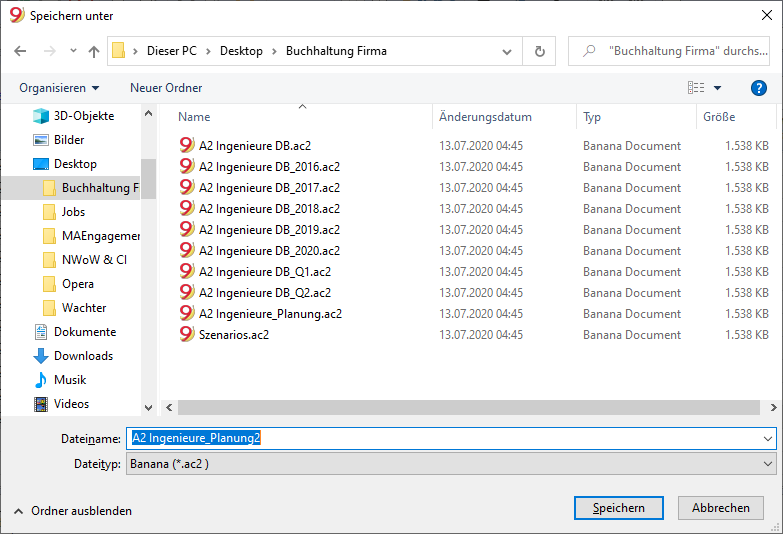 Speichern unter
Dieser PC > Desktop > Buchhaltung Firma
"Buchhaltung Firma" durchs...
Organisieren Neuer Ordner
Name Änderungsdatum Typ Größe
3D-Objekte
Bilder
Desktop
Buchhaltung F
Jobs
MAEngagemen
NWoW & CI
Opera
Wachter
Dokumente
Downloads
Musik
Videos
A2 Ingenieure DB.ac2 13.07.2020 04:45 Banana Document 1.538 KB
A2 Ingenieure DB_2016.ac2 13.07.2020 04:45 Banana Document 1.538 KB
A2 Ingenieure DB_2017.ac2 13.07.2020 04:45 Banana Document 1.538 KB
A2 Ingenieure DB_2018.ac2 13.07.2020 04:45 Banana Document 1.538 KB
A2 Ingenieure DB_2019.ac2 13.07.2020 04:45 Banana Document 1.538 KB
A2 Ingenieure DB_2020.ac2 13.07.2020 04:45 Banana Document 1.538 KB
A2 Ingenieure DB_Q1.ac2 13.07.2020 04:45 Banana Document 1.538 KB
A2 Ingenieure DB_Q2.ac2 13.07.2020 04:45 Banana Document 1.538 KB
A2 Ingenieure_Planung.ac2 13.07.2020 04:45 Banana Document 1.538 KB
Szenarios.ac2 13.07.2020 04:45 Banana Document 1.538 KB
Dateiname: A2 Ingenieure_Planung2
Dateityp: Banana (*.ac2 )
Ordner ausblenden Speichern Abbrechen